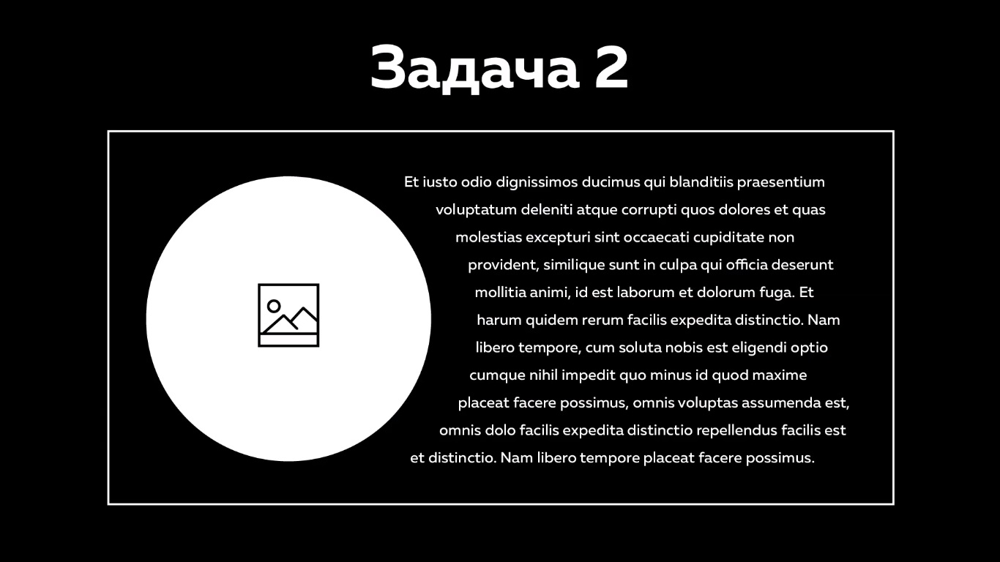 Задача 2
Et iusto odio dignissimos ducimus qui blanditiis praesentium
voluptatum deleniti atque corrupti quos dolores et quas
molestias excepturi sint occaecati cupiditate non
provident, similique sunt in culpa qui officia deserunt
mollitia animi, id est laborum et dolorum fuga. Et
harum quidem rerum facilis expedita distinctio. Nam
libero tempore, cum soluta nobis est eligendi optio
cumque nihil impedit quo minus id quod maxime
placeat facere possimus, omnis voluptas assumenda est,
omnis dolo facilis expedita distinctio repellendus facilis est
et distinctio. Nam libero tempore placeat facere possimus.